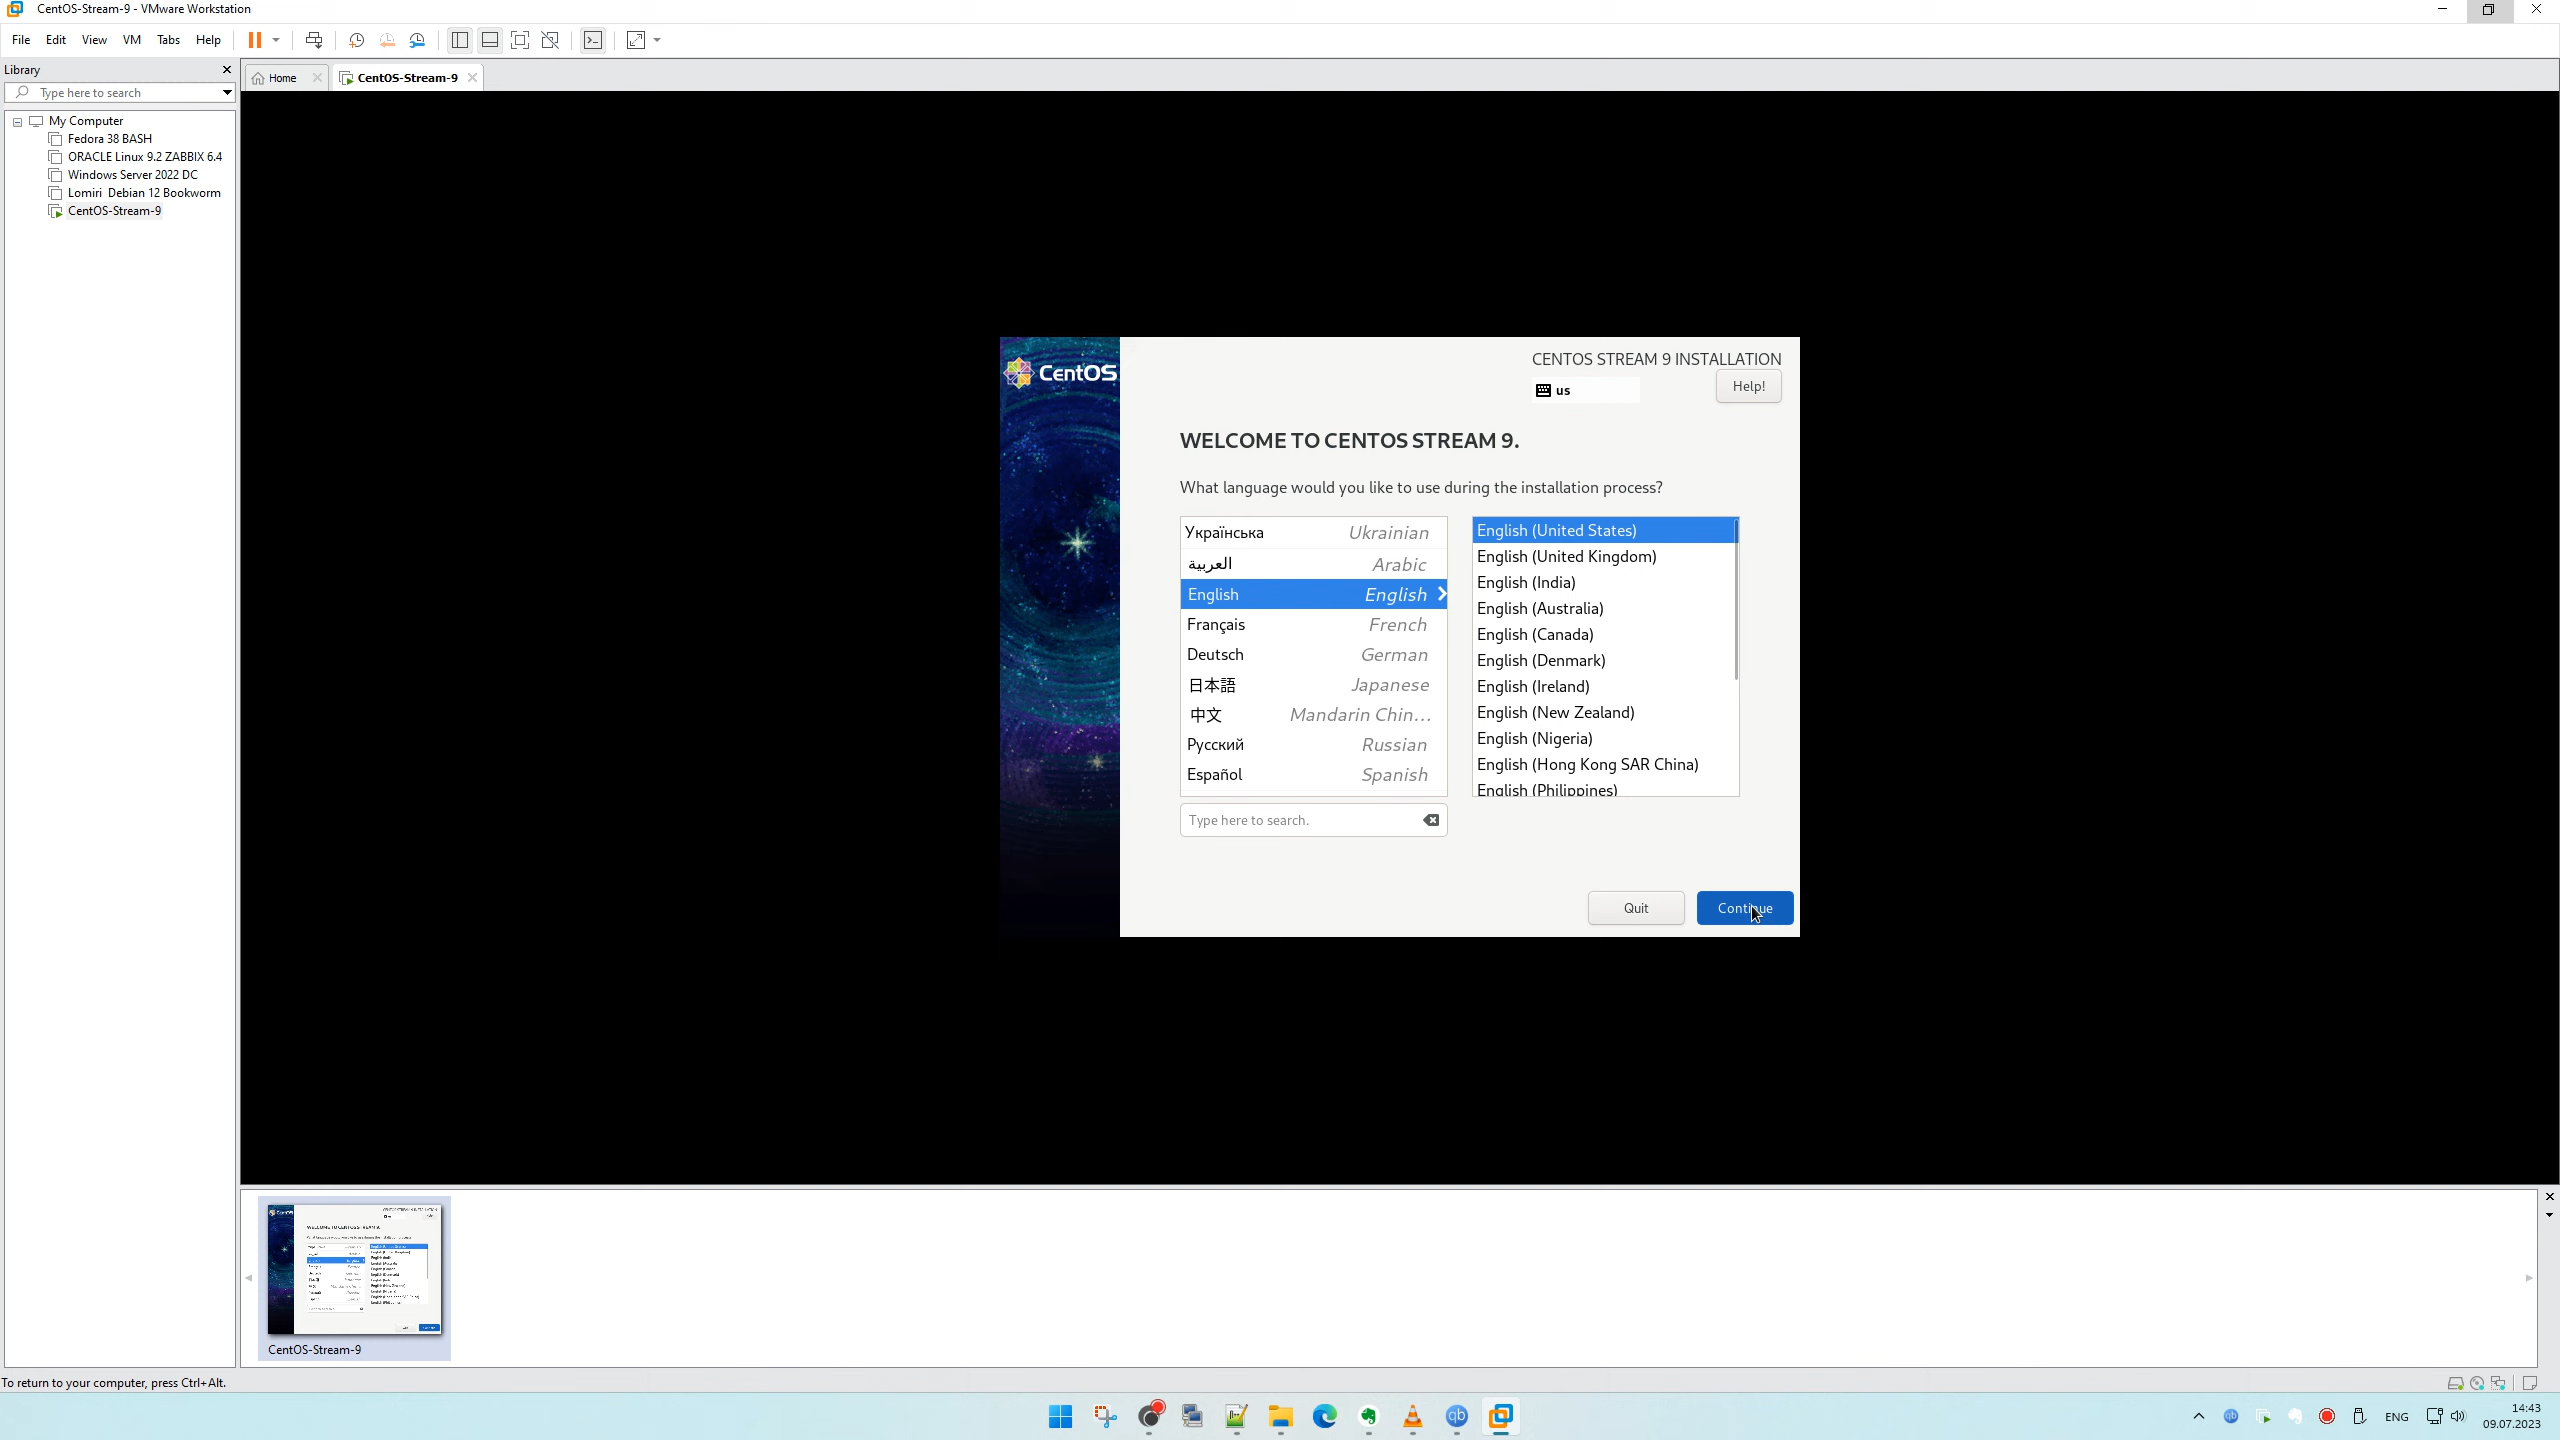 CentOS-Stream-9 - VMware Workstation
File Edit View VM Tabs Help
Library
Type here to search
My Computer
Fedora 38 BASH
ORACLE Linux 9.2 ZABBIX 6.4
Windows Server 2022 DC
Lomiri Debian 12 Bookworm
CentOS-Stream-9
Home
CentOS-Stream-9
CentOS
CENTOS STREAM 9 INSTALLATION
us
Help!
WELCOME TO CENTOS STREAM 9.
What language would you like to use during the installation process?
Українська Ukrainian
العربية Arabic
English English
Français French
Deutsch German
日本語 Japanese
中文 Mandarin Chin...
Русский Russian
Español Spanish
Type here to search.
English (United States)
English (United Kingdom)
English (India)
English (Australia)
English (Canada)
English (Denmark)
English (Ireland)
English (New Zealand)
English (Nigeria)
English (Hong Kong SAR China)
English (Philippines)
Quit
Continue
CentOS-Stream-9
To return to your computer, press Ctrl+Alt.
qb
qb
ENG
14:43
09.07.2023